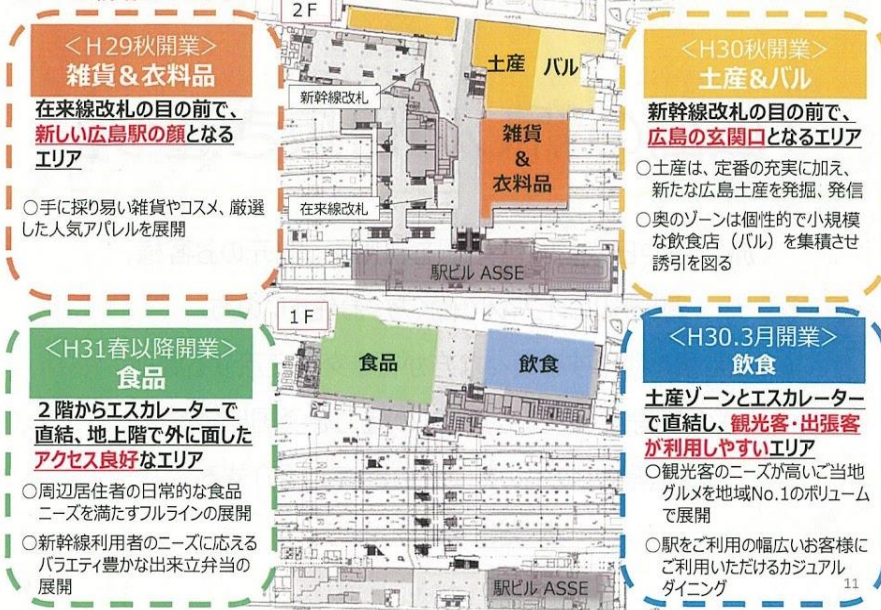 <H29秋開業>
雑貨&衣料品
在来線改札の目の前で、
新しい広島駅の顔となる
エリア
○手に採り易い雑貨やコスメ、厳選
した人気アパレルを展開
2F
新幹線改札
在来線改札
土産
バル
雑貨
&
衣料品
駅ビル ASSE
<H30秋開業>
土産&バル
新幹線改札の目の前で、
広島の玄関口となるエリア
○土産は、定番の充実に加え、
新たな広島土産を発掘、発信
○奥のゾーンは個性的で小規模
な飲食店（バル）を集積させ
誘引を図る
<H31春以降開業>
食品
２階からエスカレーターで
直結、地上階で外に面した
アクセス良好なエリア
○周辺居住者の日常的な食品
ニーズを満たすフルラインの展開
○新幹線利用者のニーズに応える
バラエティ豊かな出来立弁当の
展開
1F
食品
飲食
駅ビル ASSE
<H30.3月開業>
飲食
土産ゾーンとエスカレーター
で直結し、観光客・出張客
が利用しやすいエリア
○観光客のニーズが高いご当地
グルメを地域No.1のボリューム
で展開
○駅をご利用の幅広いお客様に
ご利用いただけるカジュアル
ダイニング
11